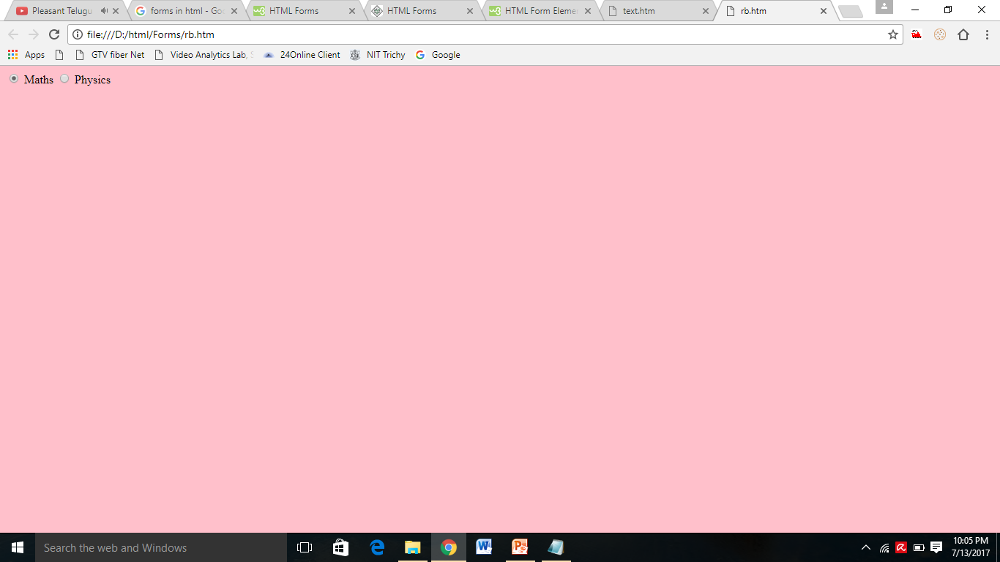 Pleasant Telugu
forms in html - Goo
HTML Forms
HTML Forms
HTML Form Elemen
text.htm
rb.htm
file:///D:/html/Forms/rb.htm
Apps
GTV fiber Net
Video Analytics Lab, S
24Online Client
NIT Trichy
Google
Maths Physics
Search the web and Windows
10:05 PM
7/13/2017